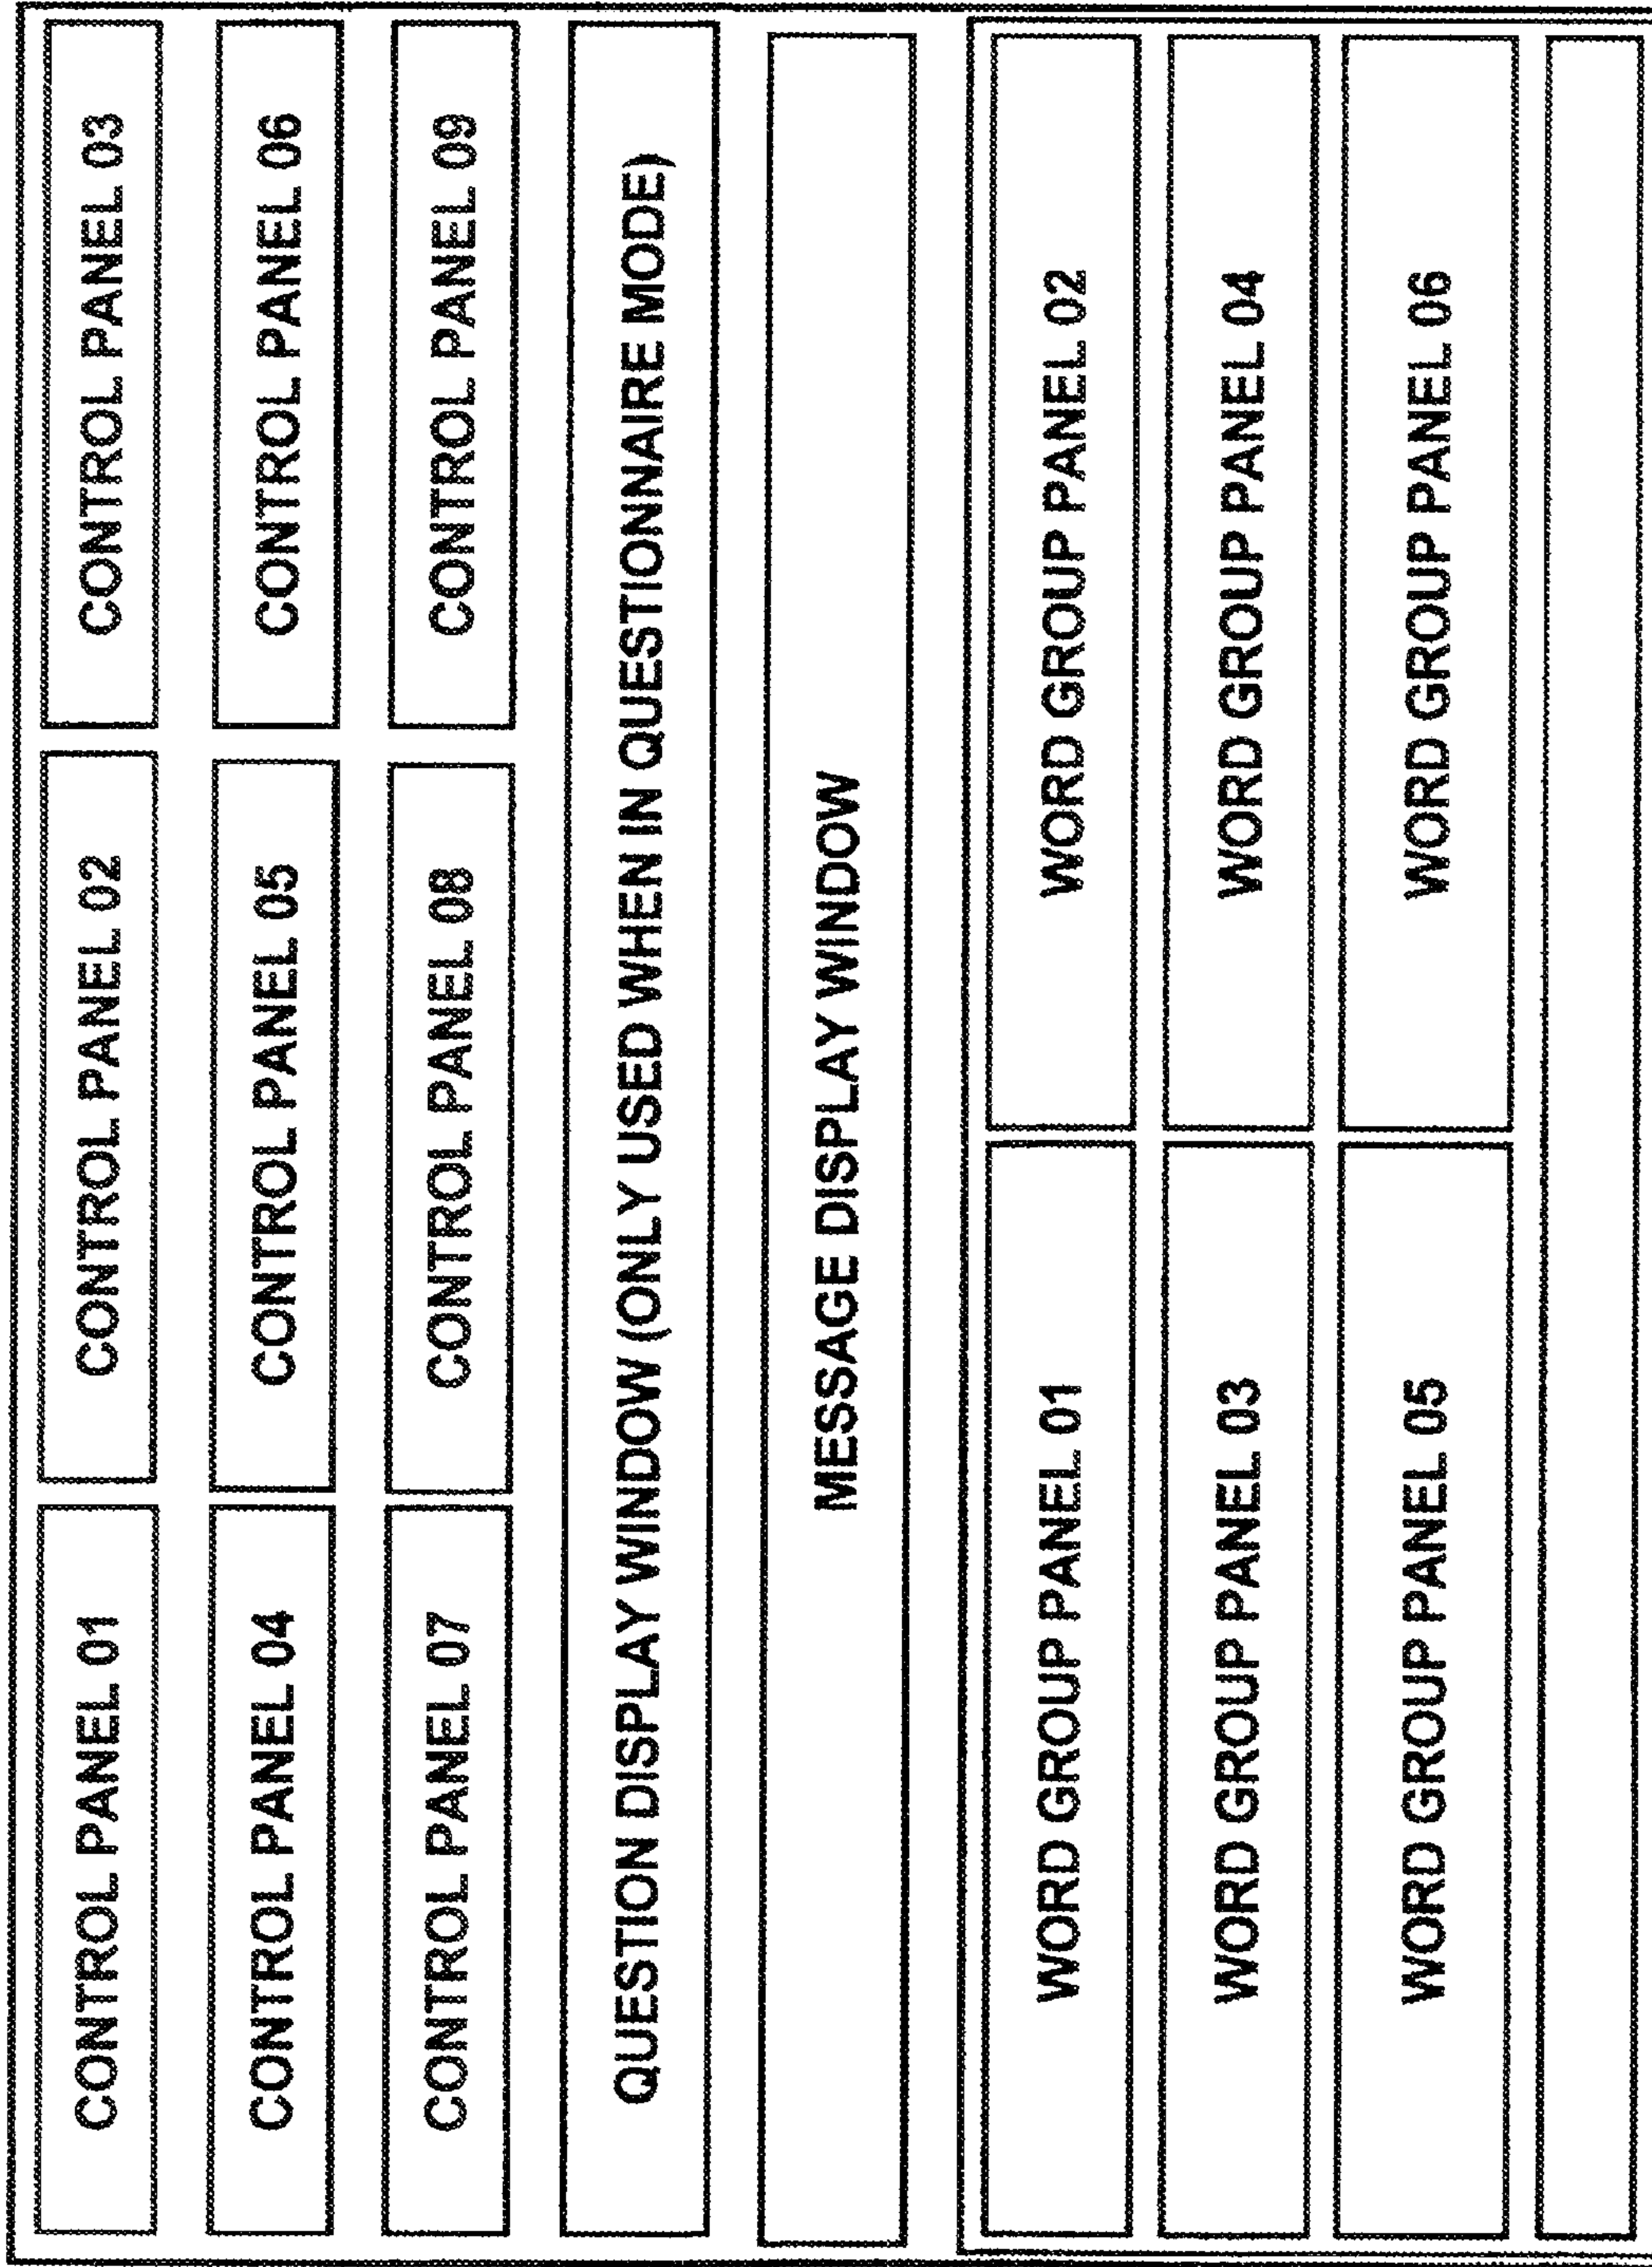 CONTROL PANEL 01
CONTROL PANEL 02
CONTROL PANEL 03
CONTROL PANEL 04
CONTROL PANEL 05
CONTROL PANEL 06
CONTROL PANEL 07
CONTROL PANEL 08
CONTROL PANEL 09
QUESTION DISPLAY WINDOW (ONLY USED WHEN IN QUESTIONNAIRE MODE)
MESSAGE DISPLAY WINDOW
WORD GROUP PANEL 01
WORD GROUP PANEL 02
WORD GROUP PANEL 03
WORD GROUP PANEL 04
WORD GROUP PANEL 05
WORD GROUP PANEL 06